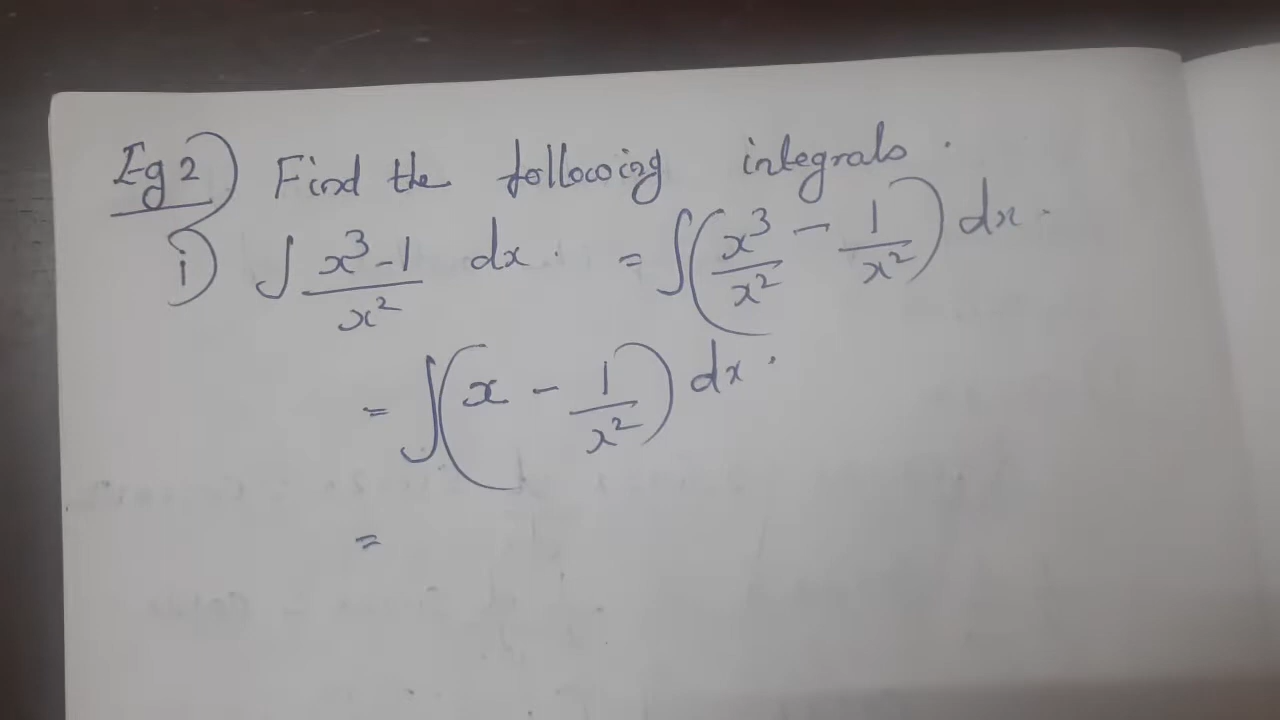 Eg 2) Find the following integrals.
i) ∫ (x³-1)/x² dx. = ∫(x³/x² - 1/x²) dx.
= ∫(x - 1/x²) dx.
=